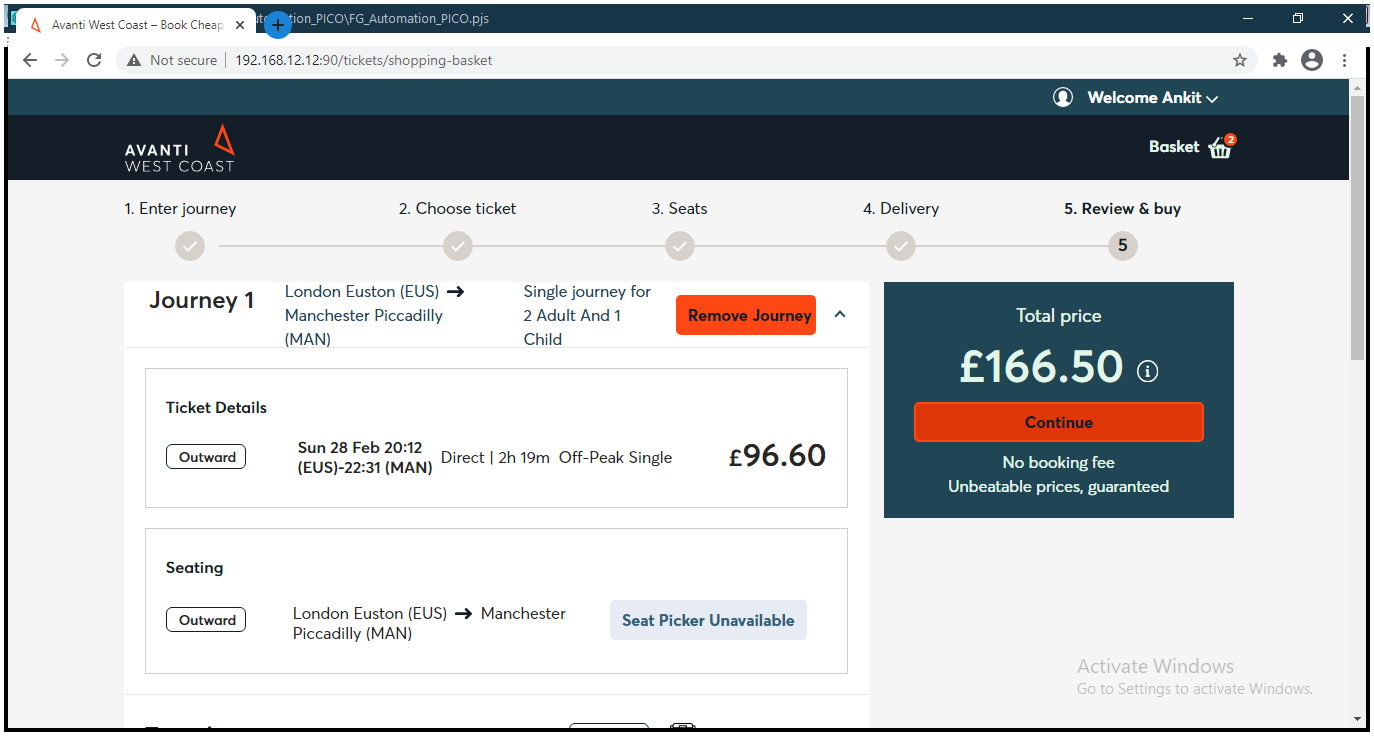 Avanti West Coast – Book Cheap
utomation_PICO\FG_Automation_PICO.pjs
Not secure
192.168.12.12:90/tickets/shopping-basket
Welcome Ankit
AVANTI
WEST COAST
Basket
2
1. Enter journey
2. Choose ticket
3. Seats
4. Delivery
5. Review & buy
5
Journey 1
London Euston (EUS) →
Manchester Piccadilly
(MAN)
Single journey for
2 Adult And 1
Child
Remove Journey
Total price
£166.50
Continue
No booking fee
Unbeatable prices, guaranteed
Ticket Details
Outward
Sun 28 Feb 20:12
(EUS)-22:31 (MAN)
Direct | 2h 19m
Off-Peak Single
£96.60
Seating
Outward
London Euston (EUS) → Manchester
Piccadilly (MAN)
Seat Picker Unavailable
Activate Windows
Go to Settings to activate Windows.